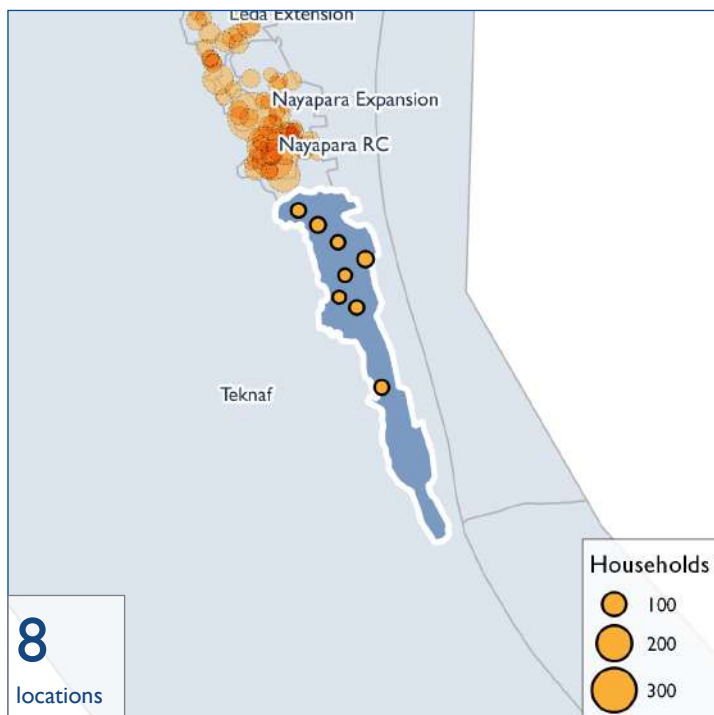 Leda Extension
Nayapara Expansion
Nayapara RC
Teknaf
8
locations
Households
100
200
300